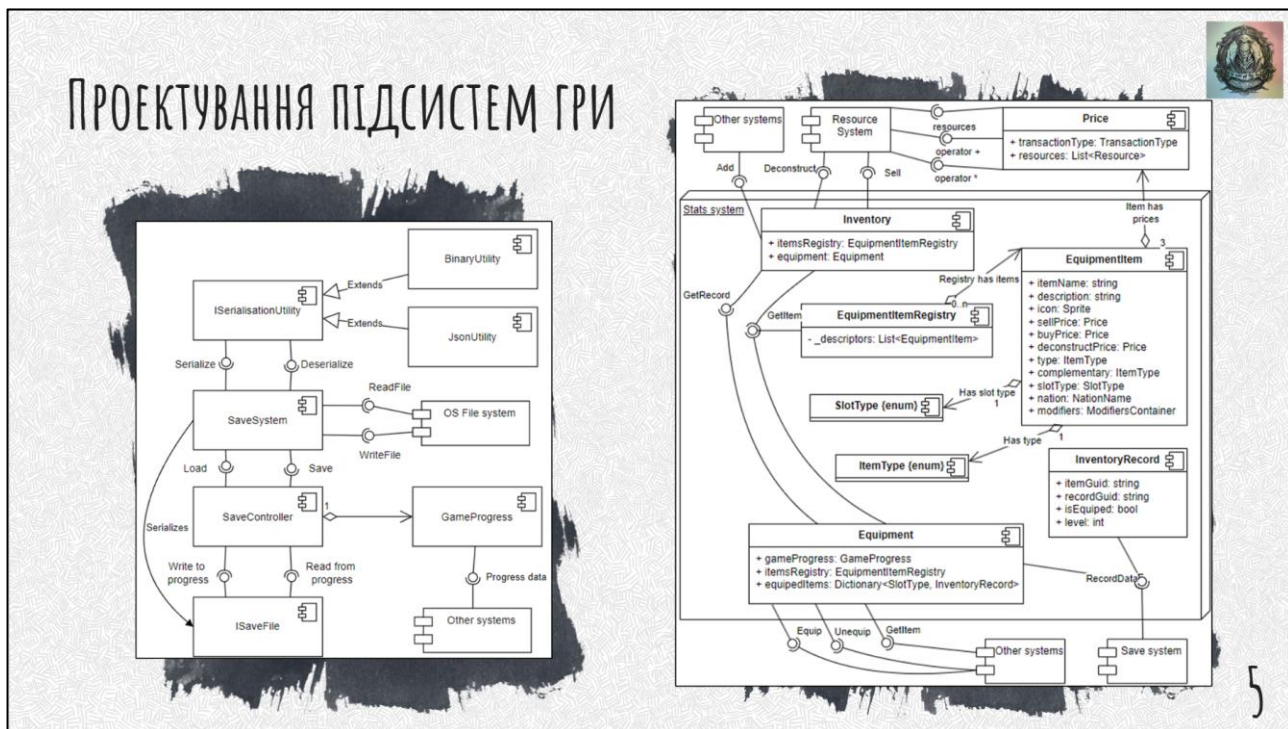 Проектування підсистем гри
BinaryUtility
Extends
ISerialisationUtility
Extends
JsonUtility
Serialize
Deserialize
ReadFile
SaveSystem
OS File system
WriteFile
Load
Save
SaveController
1
GameProgress
Serializes
Write to
progress
Read from
progress
Progress data
ISaveFile
Other systems
Other systems
Resource
System
resources
operator +
operator *
Price
+ transactionType: TransactionType
+ resources: List<Resource>
Add
Deconstruct
Sell
Stats system
Item has
prices
3
Inventory
+ itemsRegistry: EquipmentItemRegistry
+ equipment: Equipment
Registry has items
EquipmentItem
+ itemName: string
+ description: string
+ icon: Sprite
+ sellPrice: Price
+ buyPrice: Price
+ deconstructPrice: Price
+ type: ItemType
+ complementary: ItemType
+ slotType: SlotType
+ nation: NationName
+ modifiers: ModifiersContainer
GetRecord
GetItem
EquipmentItemRegistry
- _descriptors: List<EquipmentItem>
Has slot type
1
SlotType (enum)
Has type
1
ItemType (enum)
InventoryRecord
+ itemGuid: string
+ recordGuid: string
+ isEquiped: bool
+ level: int
Equipment
+ gameProgress: GameProgress
+ itemsRegistry: EquipmentItemRegistry
+ equipedItems: Dictionary<SlotType, InventoryRecord>
RecordData
Equip
Unequip
GetItem
Other systems
Save system
5